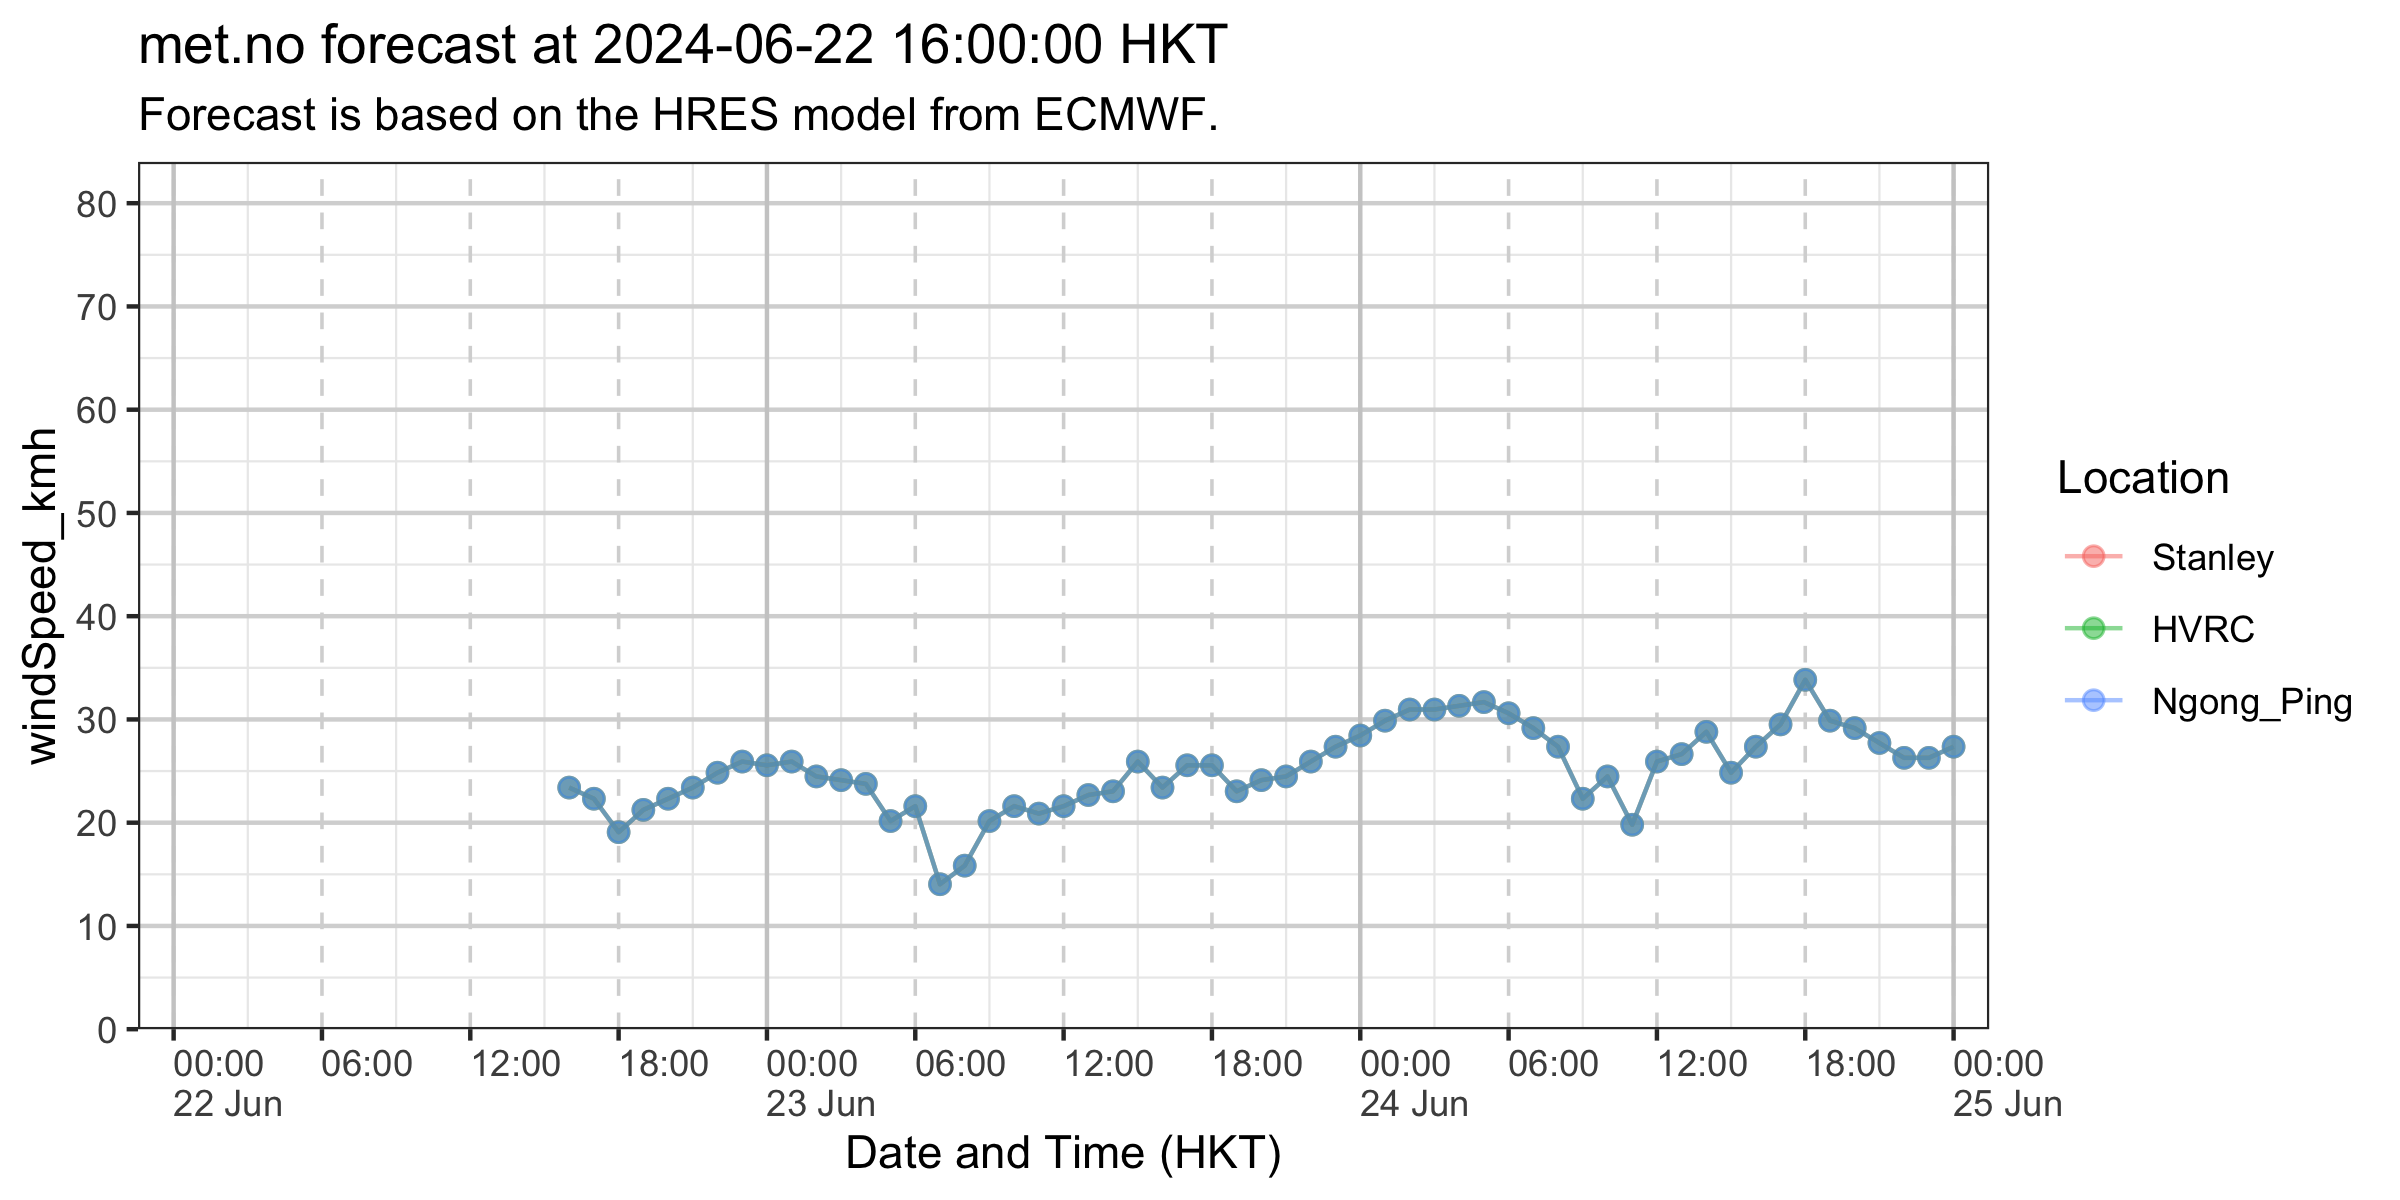 met.no forecast at 2024-06-22 16:00:00 HKT
Forecast is based on the HRES model from ECMWF.
windSpeed_kmh
80
70
60
50
40
30
20
10
0
00:00 06:00 12:00 18:00 00:00 06:00 12:00 18:00 00:00 06:00 12:00 18:00 00:00
22 Jun 23 Jun 24 Jun 25 Jun
Date and Time (HKT)
Location
Stanley
HVRC
Ngong_Ping